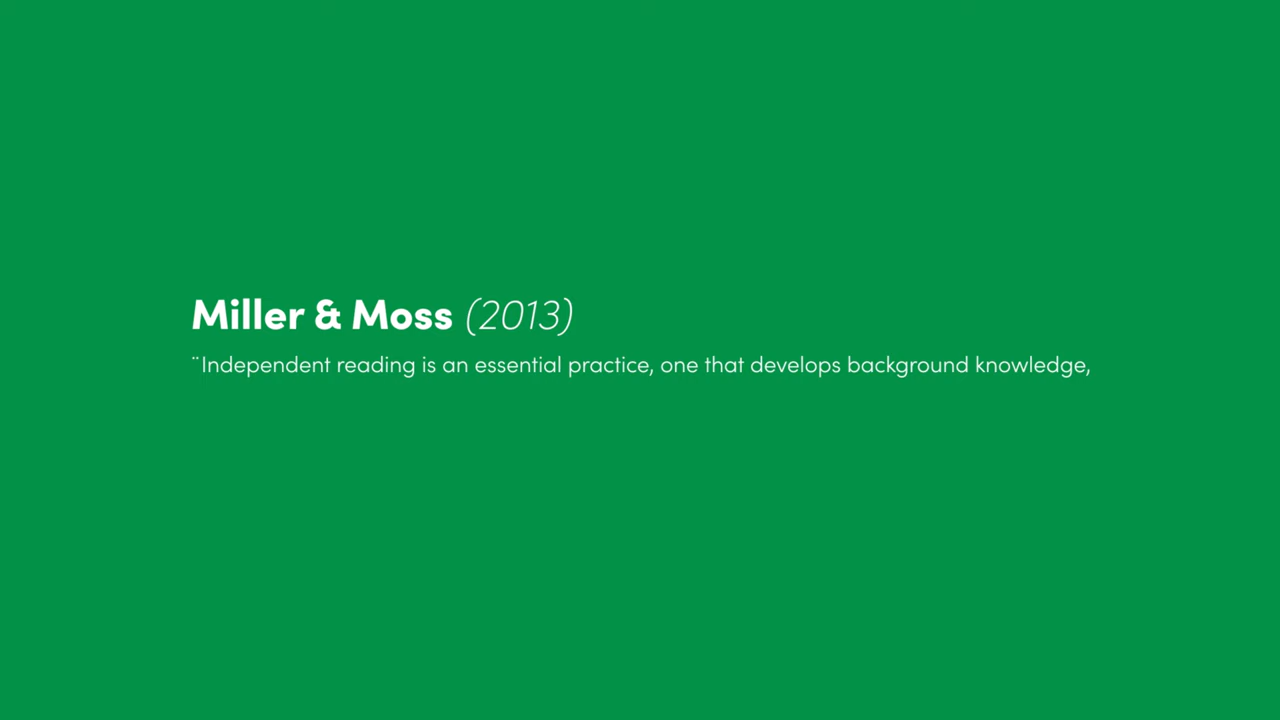 Miller & Moss (2013)
¨Independent reading is an essential practice, one that develops background knowledge,